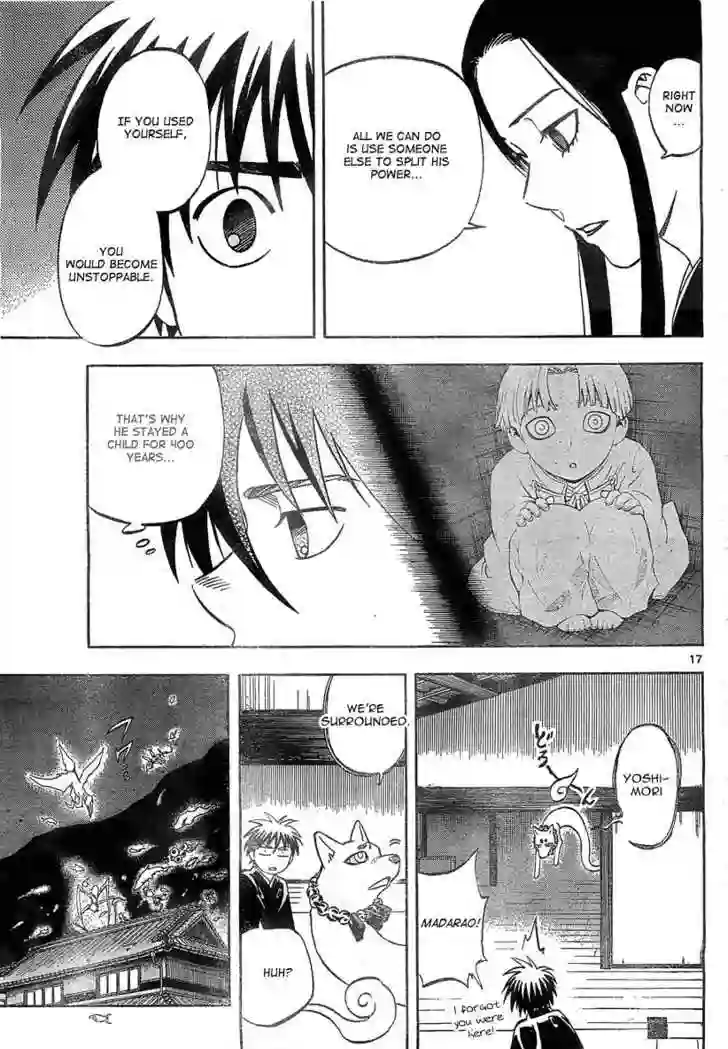 RIGHT
NOW
...
ALL WE CAN DO
IS USE SOMEONE
ELSE TO SPLIT HIS
POWER...
IF YOU USED
YOURSELF,
YOU
WOULD BECOME
UNSTOPPABLE.
THAT'S WHY
HE STAYED A
CHILD FOR 400
YEARS...
17
YOSHI-
MORI
MADARAO!
I forgot
you were
here!
WE'RE
SURROUNDED.
HUH?